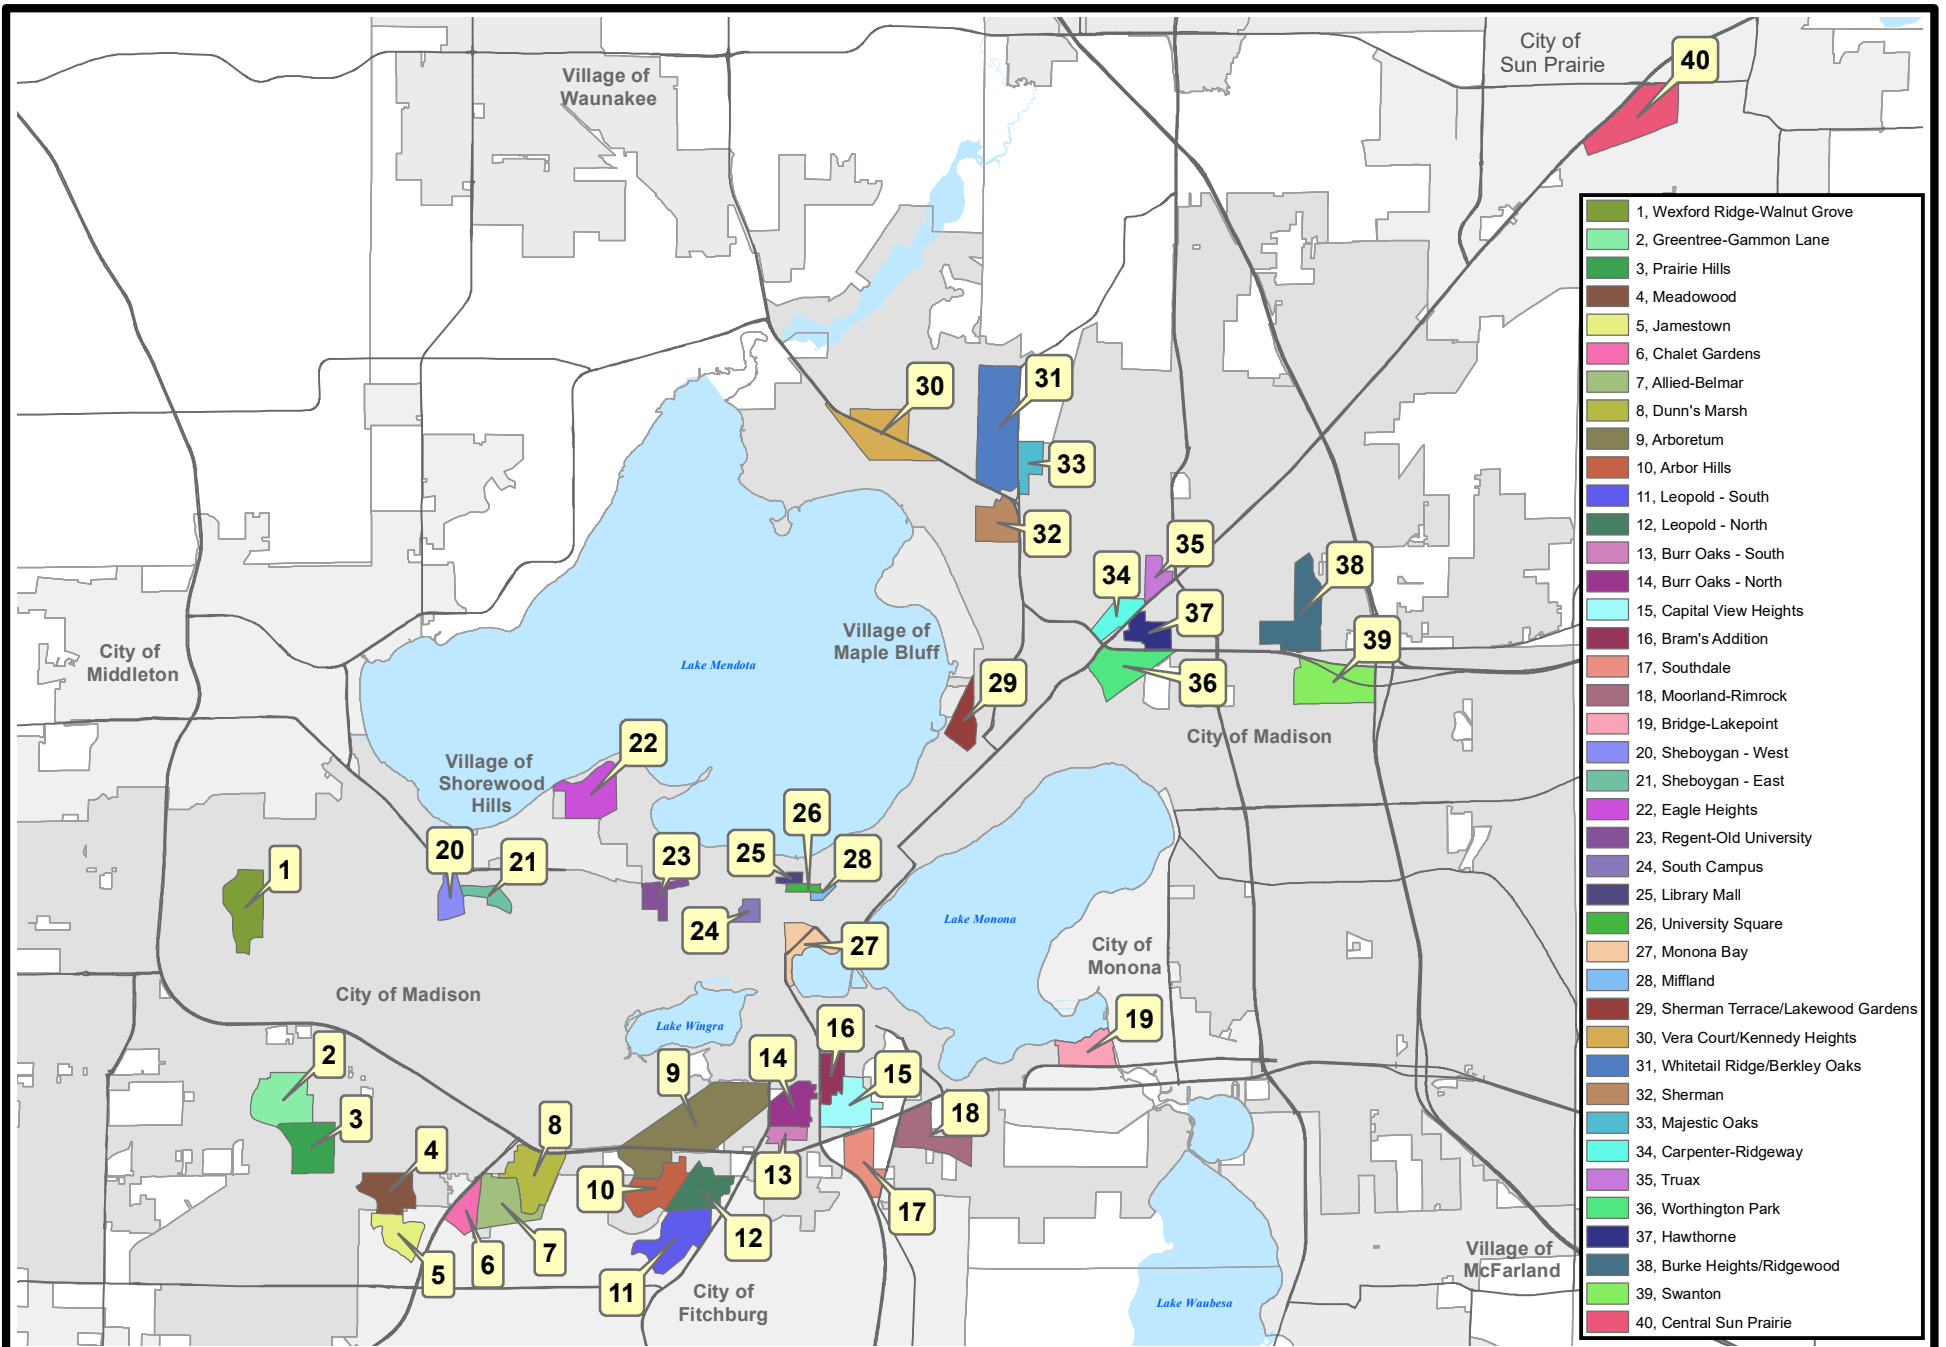 City of
Sun Prairie
40
Village of
Waunakee
30
31
33
32
35
34
38
37
39
36
City of
Middleton
Village of
Maple Bluff
Lake Mendota
29
City of Madison
22
Village of
Shorewood
Hills
26
20
21
23
25
28
1
24
27
Lake Monona
City of
Monona
City of Madison
Lake Wingra
16
19
2
14
9
15
3
18
8
4
13
10
17
12
7
6
5
11
City of
Fitchburg
Village of
McFarland
Lake Waubesa
1, Wexford Ridge-Walnut Grove
2, Greentree-Gammon Lane
3, Prairie Hills
4, Meadowood
5, Jamestown
6, Chalet Gardens
7, Allied-Belmar
8, Dunn's Marsh
9, Arboretum
10, Arbor Hills
11, Leopold - South
12, Leopold - North
13, Burr Oaks - South
14, Burr Oaks - North
15, Capital View Heights
16, Bram's Addition
17, Southdale
18, Moorland-Rimrock
19, Bridge-Lakepoint
20, Sheboygan - West
21, Sheboygan - East
22, Eagle Heights
23, Regent-Old University
24, South Campus
25, Library Mall
26, University Square
27, Monona Bay
28, Miffland
29, Sherman Terrace/Lakewood Gardens
30, Vera Court/Kennedy Heights
31, Whitetail Ridge/Berkley Oaks
32, Sherman
33, Majestic Oaks
34, Carpenter-Ridgeway
35, Truax
36, Worthington Park
37, Hawthorne
38, Burke Heights/Ridgewood
39, Swanton
40, Central Sun Prairie